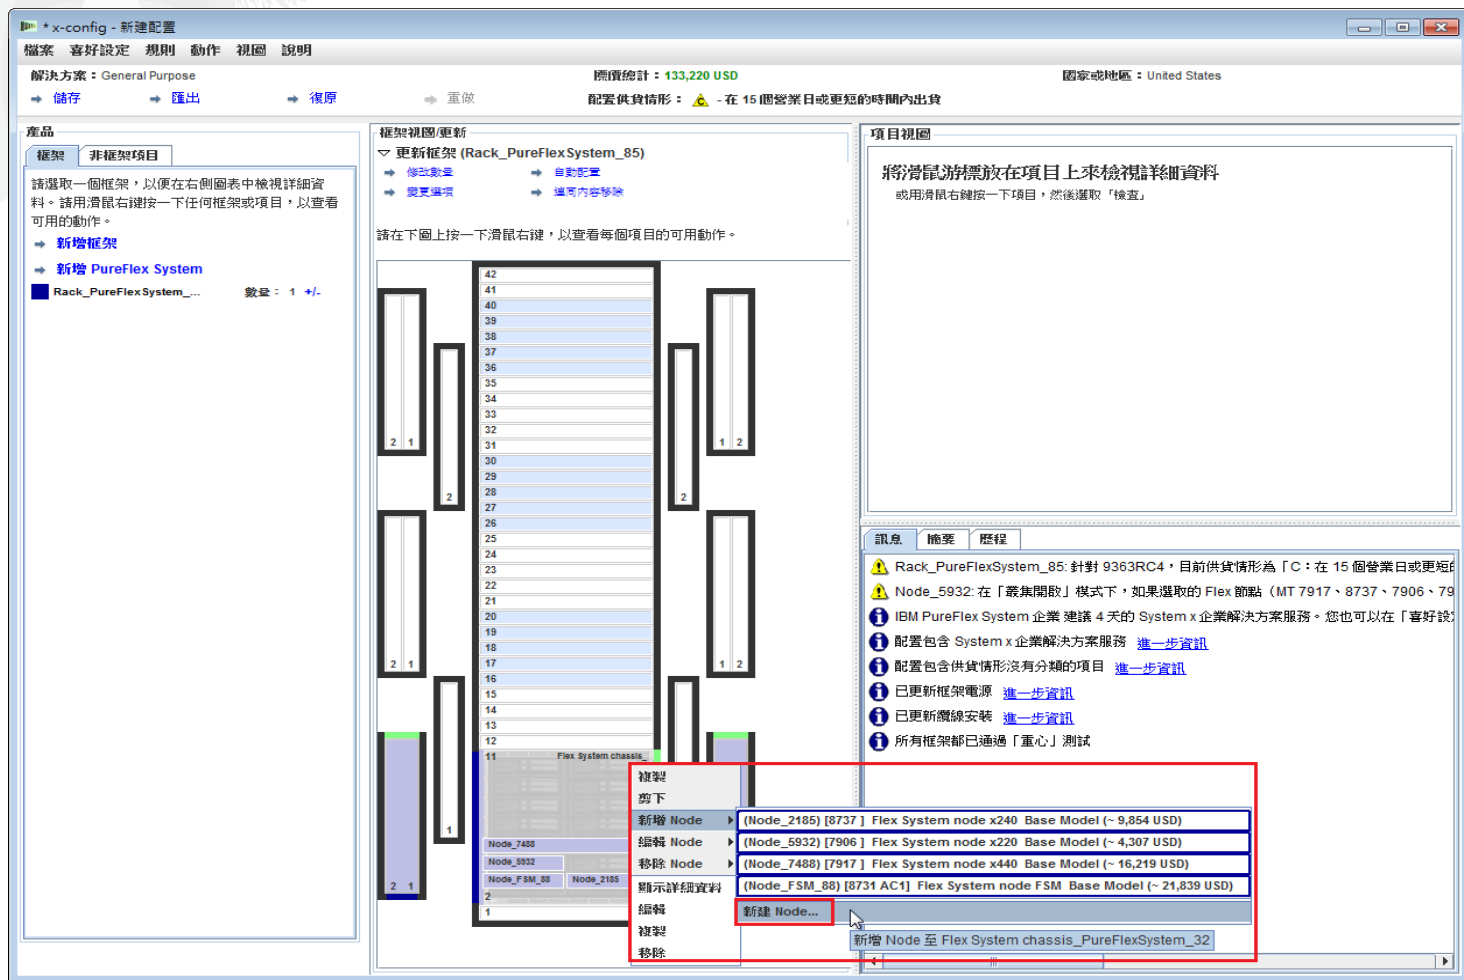 * x-config - 新建配置
檔案 喜好設定 規則 動作 視圖 說明
解決方案：General Purpose
標價總計：133,220 USD
國家或地區：United States
儲存 匯出 復原 重做
配置供貨情形： C - 在 15 個營業日或更短的時間內出貨
產品
框架 非框架項目
請選取一個框架，以便在右側圖表中檢視詳細資
料。請用滑鼠右鍵按一下任何框架或項目，以查看
可用的動作。
新增框架
新增 PureFlex System
Rack_PureFlexSystem_... 數量： 1 +/-
框架視圖/更新
更新框架 (Rack_PureFlexSystem_85)
修改數量 自動配置
變更選項 連同內容移除
請在下圖上按一下滑鼠右鍵，以查看每個項目的可用動作。
42
41
40
39
38
37
36
35
34
33
32
2 1
31
1 2
30
29
2
28
2
27
26
25
24
23
22
21
20
19
18
2 1
17
1 2
16
15
14
13
12
11 Flex System chassis_
1
Node_7488
Node_5932
Node_FSM_88 Node_2185
2 1
2
1
項目視圖
將滑鼠游標放在項目上來檢視詳細資料
或用滑鼠右鍵按一下項目，然後選取「檢查」
訊息 摘要 歷程
Rack_PureFlexSystem_85: 針對 9363RC4，目前供貨情形為「C：在 15 個營業日或更短
Node_5932: 在「叢集開啟」模式下，如果選取的 Flex 節點（MT 7917、8737、7906、79
IBM PureFlex System 企業 建議 4 天的 System x 企業解決方案服務。您也可以在「喜好設
配置包含 System x 企業解決方案服務 進一步資訊
配置包含供貨情形沒有分類的項目 進一步資訊
已更新框架電源 進一步資訊
已更新纜線安裝 進一步資訊
所有框架都已通過「重心」測試
複製
剪下
新增 Node
編輯 Node
移除 Node
顯示詳細資料
編輯
複製
移除
(Node_2185) [8737 ] Flex System node x240 Base Model (~ 9,854 USD)
(Node_5932) [7906 ] Flex System node x220 Base Model (~ 4,307 USD)
(Node_7488) [7917 ] Flex System node x440 Base Model (~ 16,219 USD)
(Node_FSM_88) [8731 AC1] Flex System node FSM Base Model (~ 21,839 USD)
新建 Node...
新增 Node 至 Flex System chassis_PureFlexSystem_32